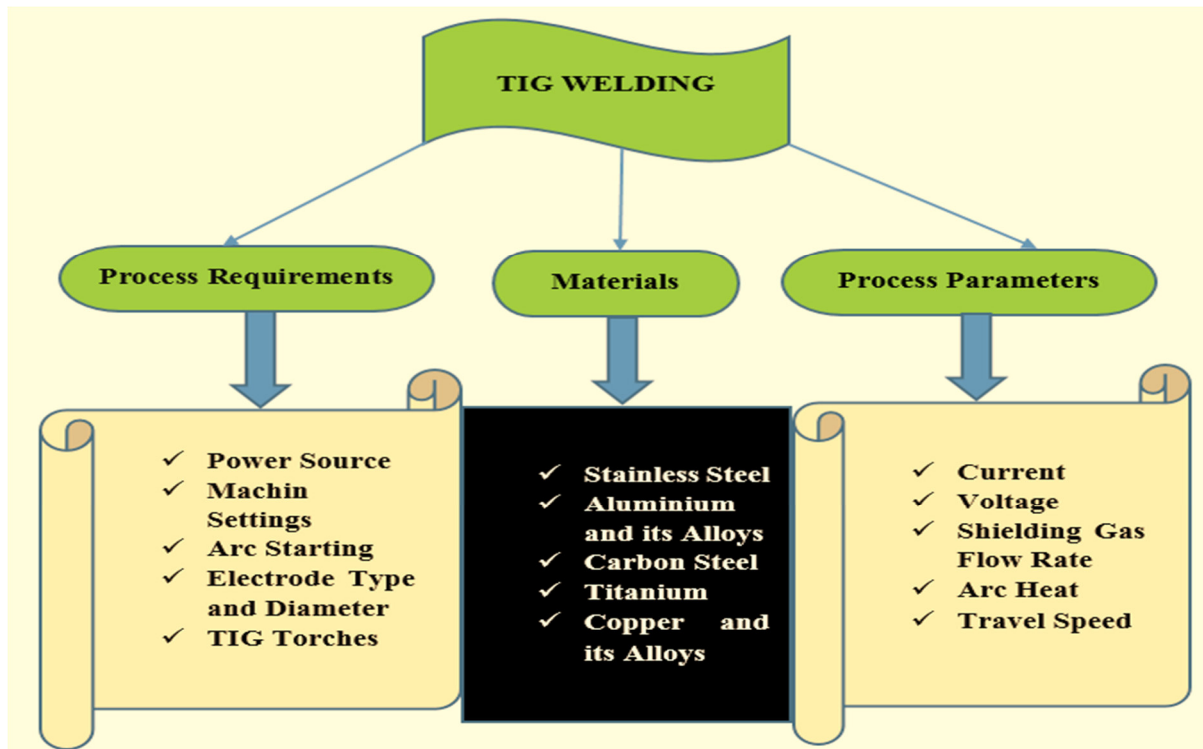 TIG WELDING
Process Requirements
Materials
Process Parameters
✓ Power Source
✓ Machin
Settings
✓ Arc Starting
✓ Electrode Type
and Diameter
✓ TIG Torches
✓ Stainless Steel
✓ Aluminium
and its Alloys
✓ Carbon Steel
✓ Titanium
✓ Copper and
its Alloys
✓ Current
✓ Voltage
✓ Shielding Gas
Flow Rate
✓ Arc Heat
✓ Travel Speed